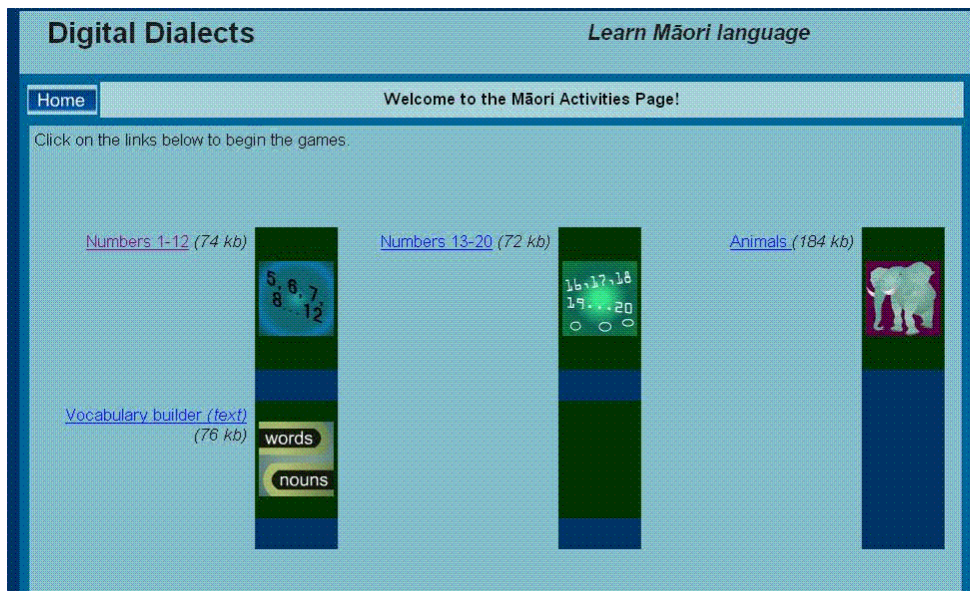 Digital Dialects
Learn Māori language
Home
Welcome to the Māori Activities Page!
Click on the links below to begin the games.
Numbers 1-12 (74 kb)
5, 6, 7,
8...12
Numbers 13-20 (72 kb)
16,17,18
19...20
Animals (184 kb)
Vocabulary builder (text)
(76 kb)
words
nouns